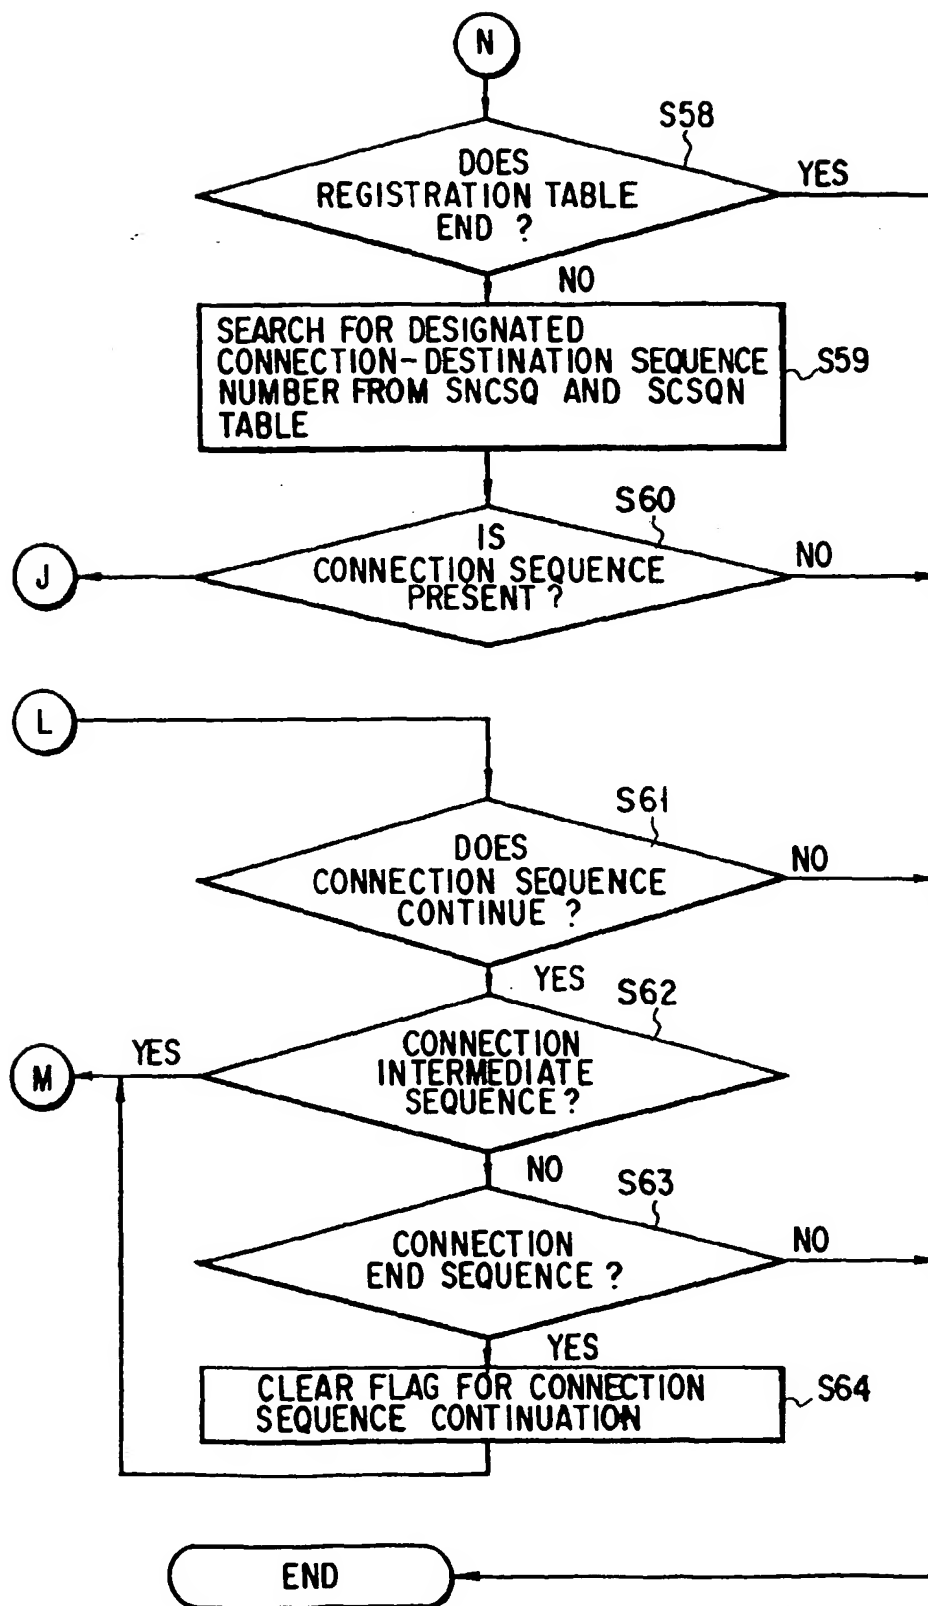 N
S58
DOES
REGISTRATION TABLE
END ?
YES
NO
SEARCH FOR DESIGNATED
CONNECTION-DESTINATION SEQUENCE
NUMBER FROM SNCSQ AND SCSQN
TABLE
S59
S60
IS
CONNECTION SEQUENCE
PRESENT ?
J
NO
L
S61
DOES
CONNECTION SEQUENCE
CONTINUE ?
NO
YES
S62
CONNECTION
INTERMEDIATE
SEQUENCE ?
M
YES
NO
S63
CONNECTION
END SEQUENCE ?
NO
YES
CLEAR FLAG FOR CONNECTION
SEQUENCE CONTINUATION
S64
END